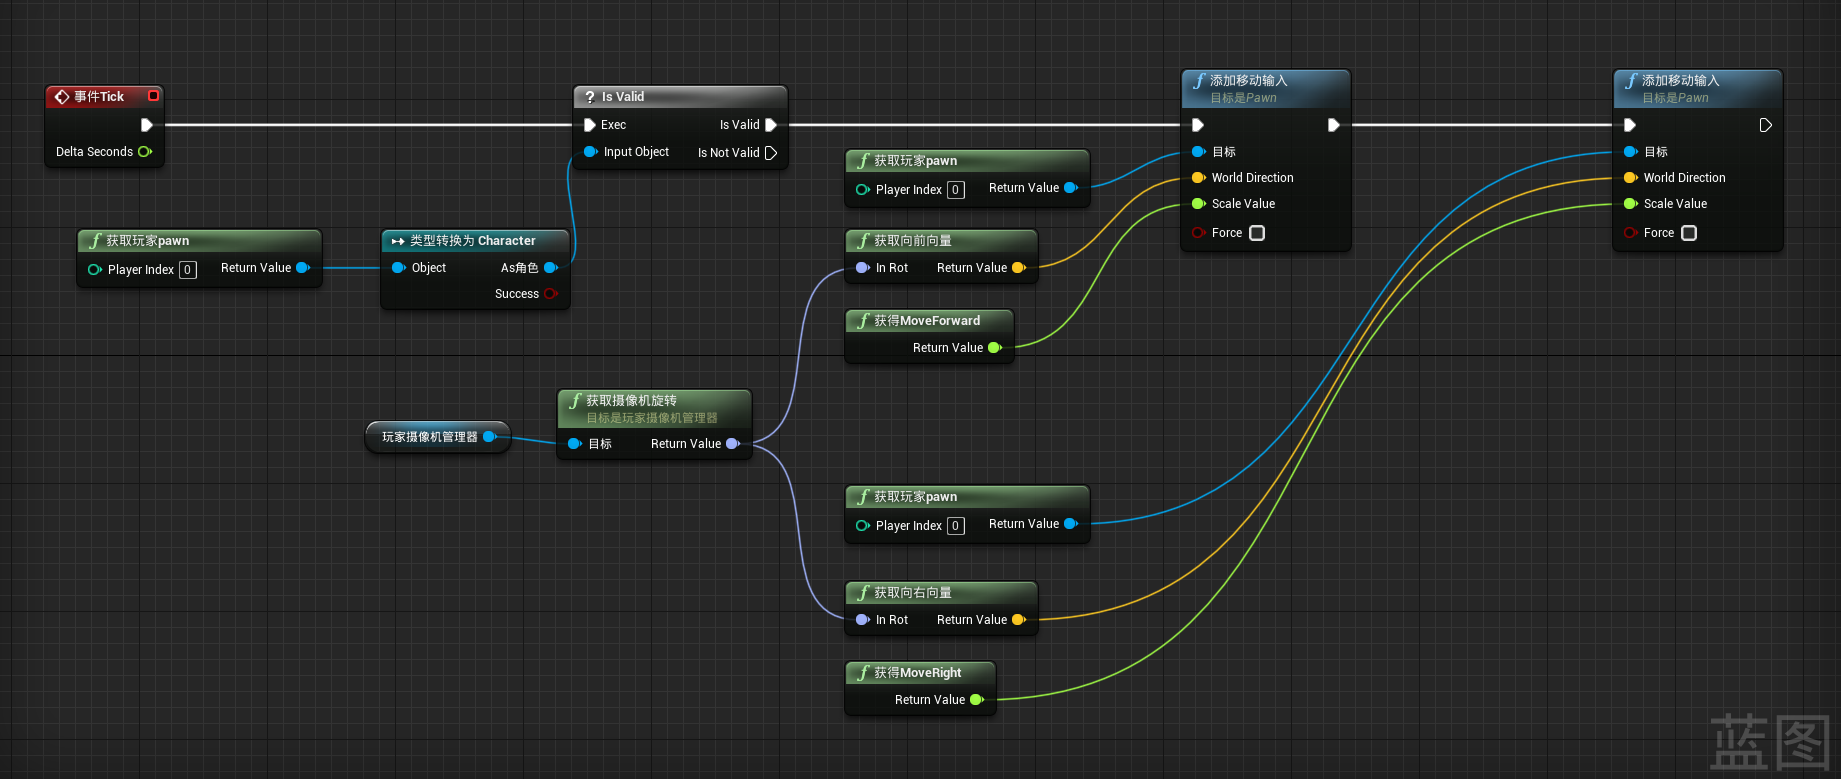 事件Tick
Delta Seconds
? Is Valid
Exec
Is Valid
Input Object
Is Not Valid
f 添加移动输入
目标是Pawn
目标
World Direction
Scale Value
Force
f 添加移动输入
目标是Pawn
目标
World Direction
Scale Value
Force
f 获取玩家pawn
Player Index 0
Return Value
f 获取玩家pawn
Player Index 0
Return Value
类型转换为 Character
Object
As角色
Success
f 获取向前向量
In Rot
Return Value
f 获得MoveForward
Return Value
玩家摄像机管理器
f 获取摄像机旋转
目标是玩家摄像机管理器
目标
Return Value
f 获取玩家pawn
Player Index 0
Return Value
f 获取向右向量
In Rot
Return Value
f 获得MoveRight
Return Value
蓝图